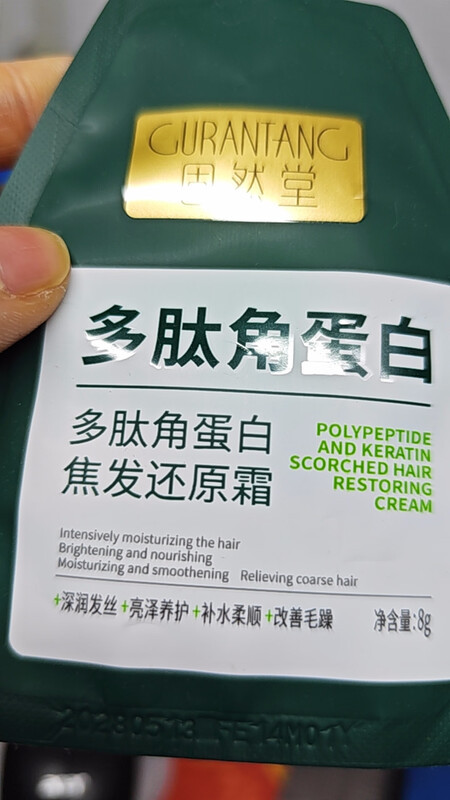 GURANTANG
固然堂
多肽角蛋白
多肽角蛋白
焦发还原霜
POLYPEPTIDE
AND KERATIN
SCORCHED HAIR
RESTORING
CREAM
Intensively moisturizing the hair
Brightening and nourishing
Moisturizing and smoothening Relieving coarse hair
+深润发丝 +亮泽养护 +补水柔顺 +改善毛躁 净含量:8g
20280513